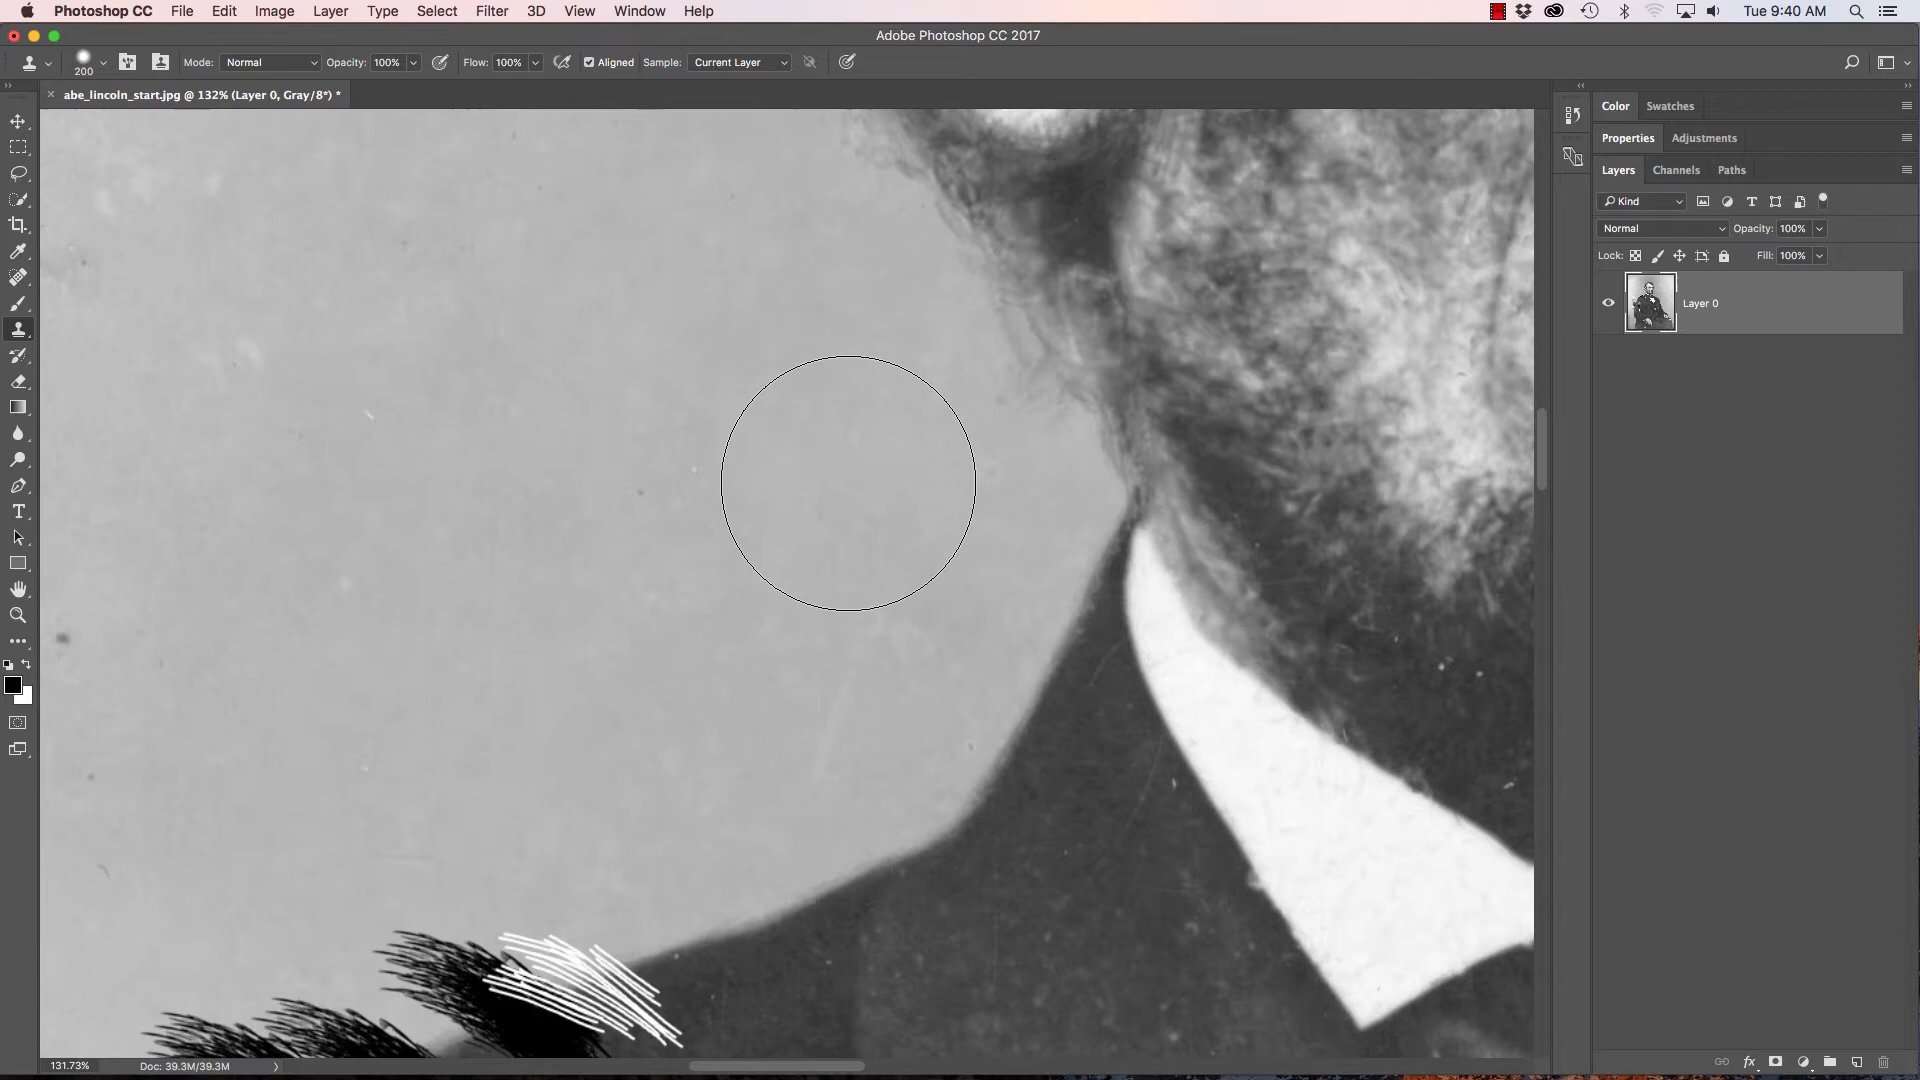 Photoshop CC File Edit Image Layer Type Select Filter 3D View Window Help Tue 9:40 AM
Adobe Photoshop CC 2017
200 Mode: Normal Opacity: 100% Flow: 100% Aligned Sample: Current Layer
abe_lincoln_start.jpg @ 132% (Layer 0, Gray/8*) *
Color Swatches
Properties Adjustments
Layers Channels Paths
Kind
Normal Opacity: 100%
Lock: Fill: 100%
Layer 0
131.73% Doc: 39.3M/39.3M